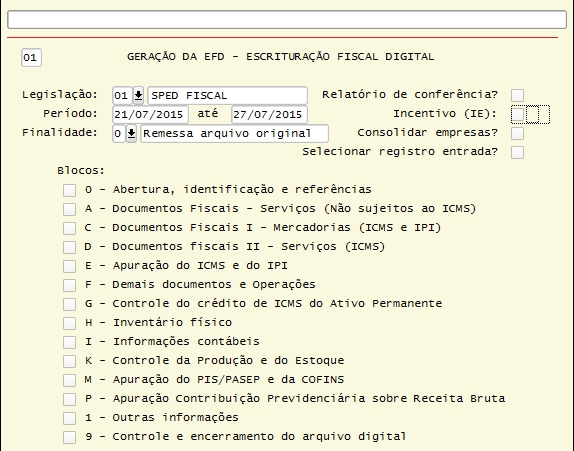 01 GERAÇÃO DA EFD - ESCRITURAÇÃO FISCAL DIGITAL
Legislação: 01 SPED FISCAL Relatório de conferência?
Período: 21/07/2015 até 27/07/2015 Incentivo (IE):
Finalidade: 0 Remessa arquivo original Consolidar empresas?
Selecionar registro entrada?
Blocos:
0 - Abertura, identificação e referências
A - Documentos Fiscais - Serviços (Não sujeitos ao ICMS)
C - Documentos Fiscais I - Mercadorias (ICMS e IPI)
D - Documentos fiscais II - Serviços (ICMS)
E - Apuração do ICMS e do IPI
F - Demais documentos e Operações
G - Controle do crédito de ICMS do Ativo Permanente
H - Inventário físico
I - Informações contábeis
K - Controle da Produção e do Estoque
M - Apuração do PIS/PASEP e da COFINS
P - Apuração Contribuição Previdenciária sobre Receita Bruta
1 - Outras informações
9 - Controle e encerramento do arquivo digital